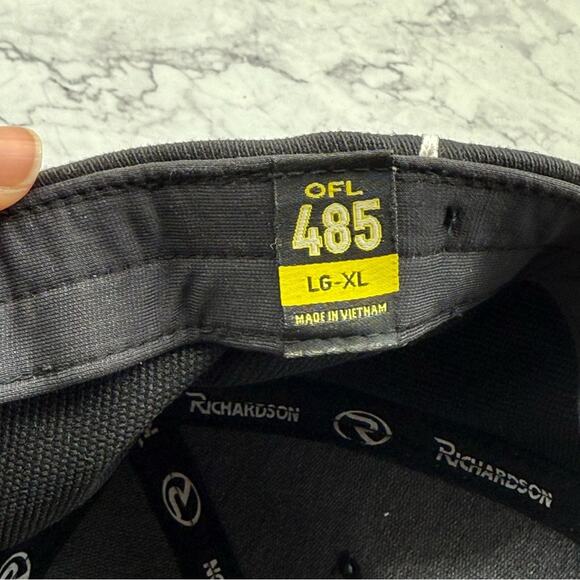 OFL
485
LG-XL
MADE IN VIETNAM
RICHARDSON
R
RICHARDSON